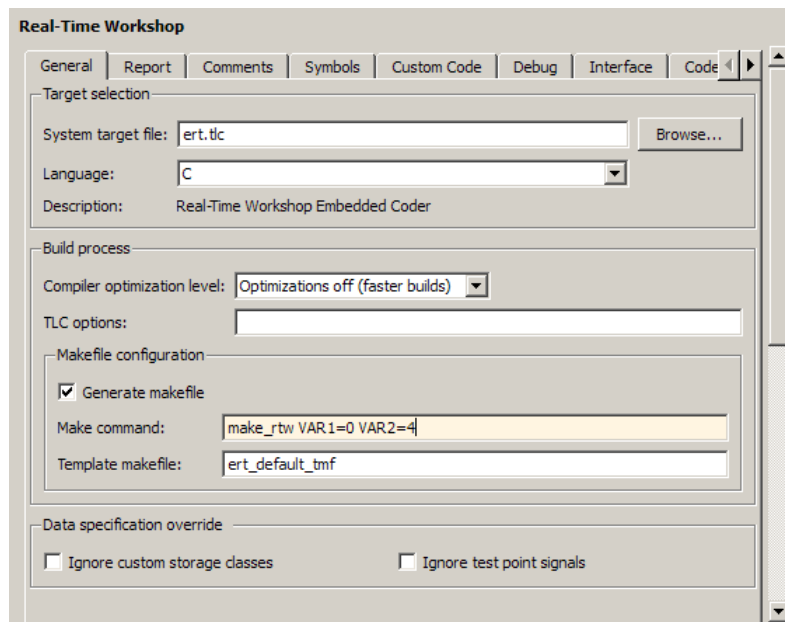 Real-Time Workshop
General Report Comments Symbols Custom Code Debug Interface Code
Target selection
System target file: ert.tlc Browse...
Language: C
Description: Real-Time Workshop Embedded Coder
Build process
Compiler optimization level: Optimizations off (faster builds)
TLC options:
Makefile configuration
Generate makefile
Make command: make_rtw VAR1=0 VAR2=4
Template makefile: ert_default_tmf
Data specification override
Ignore custom storage classes Ignore test point signals